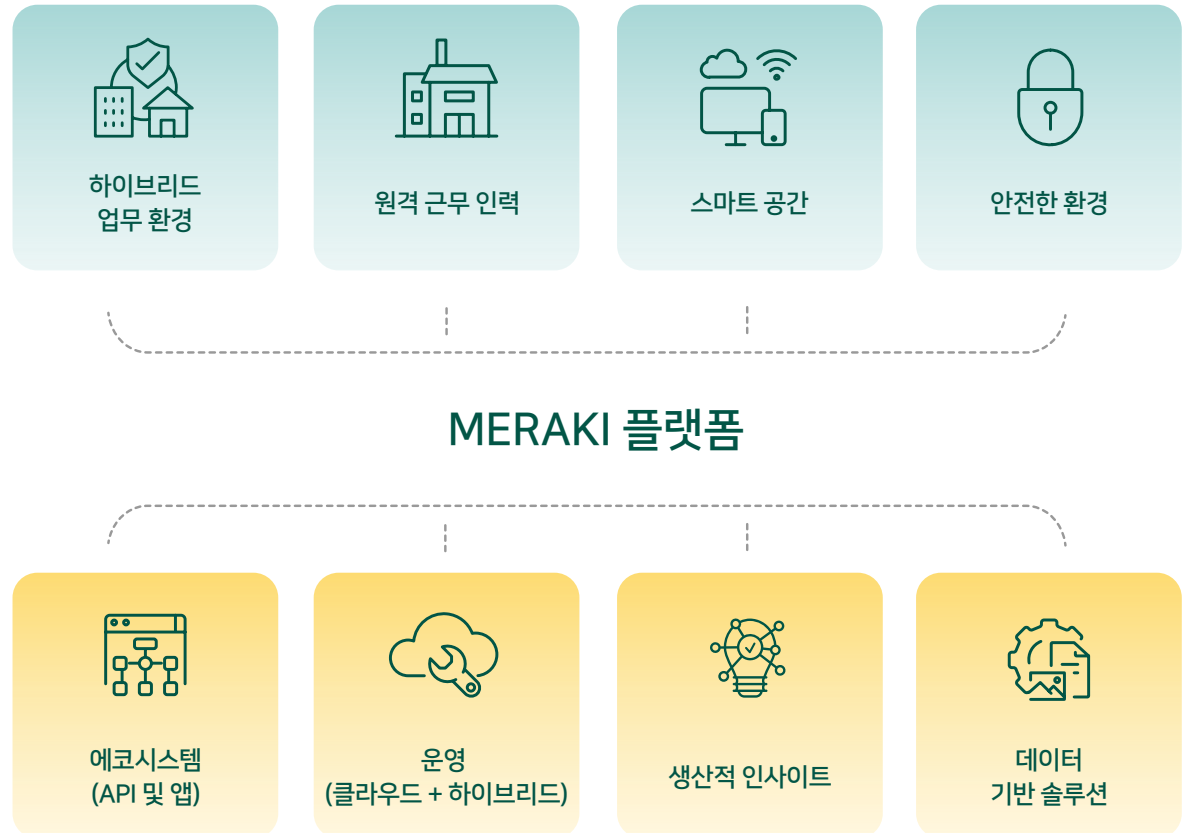 하이브리드
업무 환경
원격 근무 인력
스마트 공간
안전한 환경
MERAKI 플랫폼
에코시스템
(API 및 앱)
운영
(클라우드 + 하이브리드)
생산적 인사이트
데이터
기반 솔루션